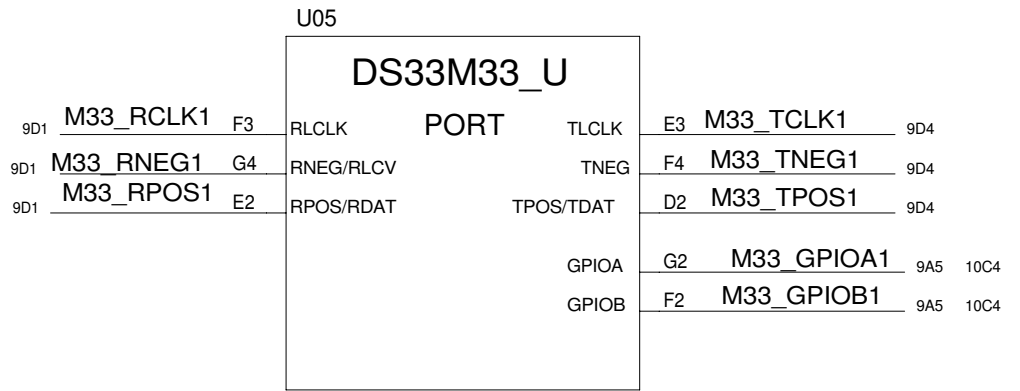 U05
DS33M33_U
PORT
9D1 M33_RCLK1 F3 RLCLK TLCLK E3 M33_TCLK1 9D4
9D1 M33_RNEG1 G4 RNEG/RLCV TNEG F4 M33_TNEG1 9D4
9D1 M33_RPOS1 E2 RPOS/RDAT TPOS/TDAT D2 M33_TPOS1 9D4
GPIOA G2 M33_GPIOA1 9A5 10C4
GPIOB F2 M33_GPIOB1 9A5 10C4